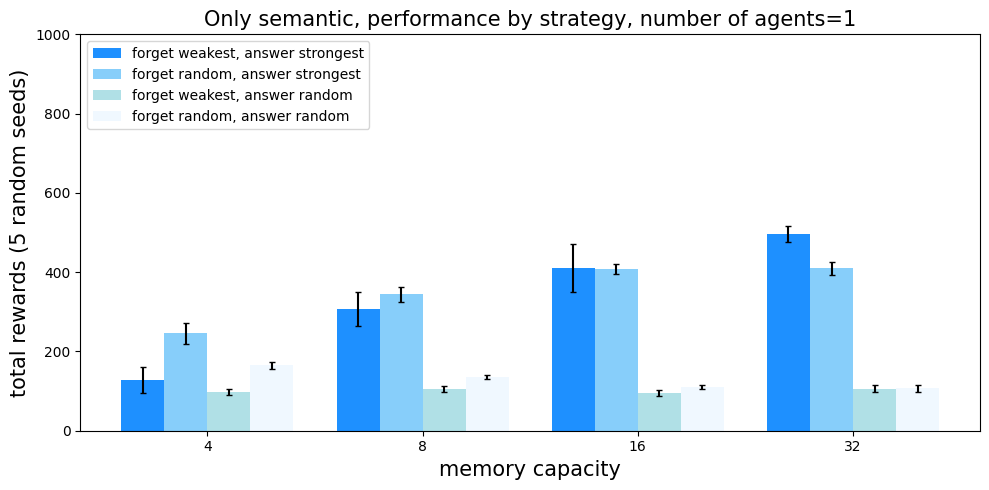 Only semantic, performance by strategy, number of agents=1
total rewards (5 random seeds)
1000
800
600
400
200
0
forget weakest, answer strongest
forget random, answer strongest
forget weakest, answer random
forget random, answer random
4 8 16 32
memory capacity